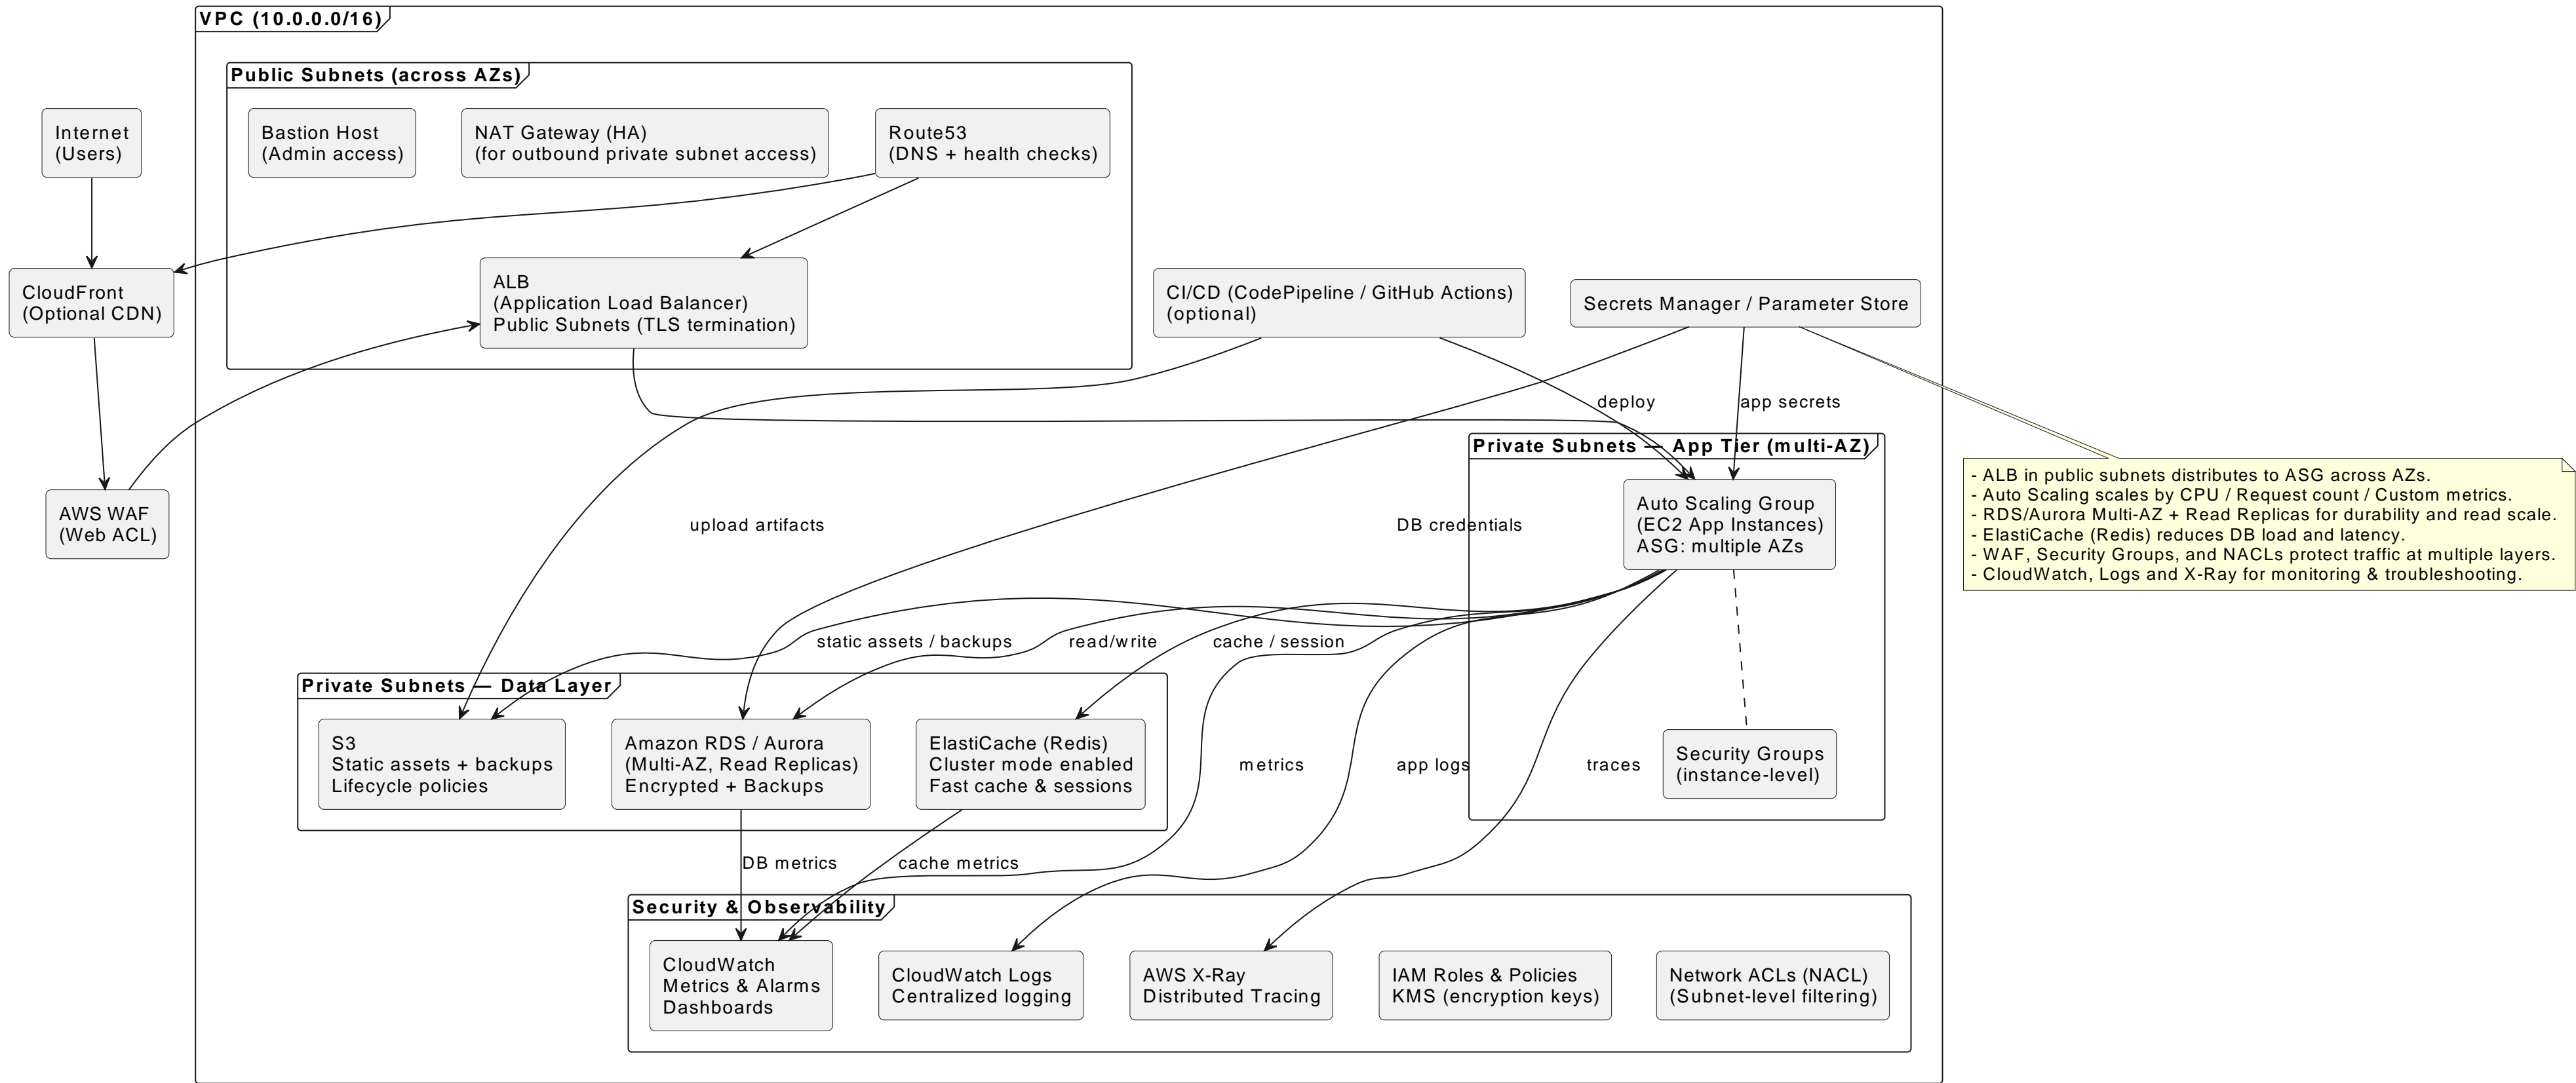 VPC (10.0.0.0/16)
Public Subnets (across AZs)
Internet
(Users)
Bastion Host
(Admin access)
NAT Gateway (HA)
(for outbound private subnet access)
Route53
(DNS + health checks)
CloudFront
(Optional CDN)
ALB
(Application Load Balancer)
Public Subnets (TLS termination)
CI/CD (CodePipeline / GitHub Actions)
(optional)
Secrets Manager / Parameter Store
deploy
app secrets
Private Subnets — App Tier (multi-AZ)
AWS WAF
(Web ACL)
upload artifacts
DB credentials
Auto Scaling Group
(EC2 App Instances)
ASG: multiple AZs
- ALB in public subnets distributes to ASG across AZs.
- Auto Scaling scales by CPU / Request count / Custom metrics.
- RDS/Aurora Multi-AZ + Read Replicas for durability and read scale.
- ElastiCache (Redis) reduces DB load and latency.
- WAF, Security Groups, and NACLs protect traffic at multiple layers.
- CloudWatch, Logs and X-Ray for monitoring & troubleshooting.
static assets / backups
read/write
cache / session
Private Subnets — Data Layer
S3
Static assets + backups
Lifecycle policies
Amazon RDS / Aurora
(Multi-AZ, Read Replicas)
Encrypted + Backups
ElastiCache (Redis)
Cluster mode enabled
Fast cache & sessions
metrics
app logs
traces
Security Groups
(instance-level)
DB metrics
cache metrics
Security & Observability
CloudWatch
Metrics & Alarms
Dashboards
CloudWatch Logs
Centralized logging
AWS X-Ray
Distributed Tracing
IAM Roles & Policies
KMS (encryption keys)
Network ACLs (NACL)
(Subnet-level filtering)